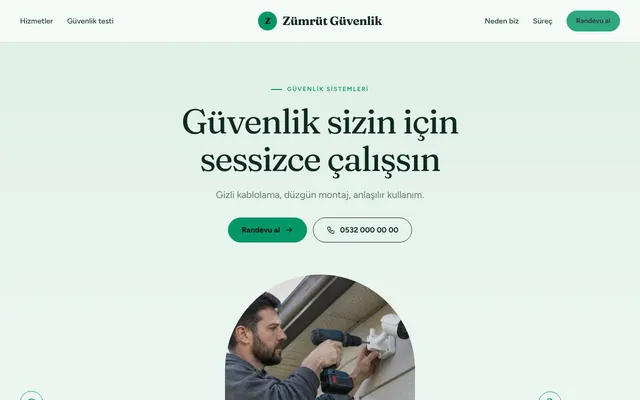 Hizmetler
Güvenlik testi
Z
Zümrüt Güvenlik
Neden biz
Süreç
Randevu al
GÜVENLİK SİSTEMLERİ
Güvenlik sizin için
sessizce çalışsın
Gizli kablolama, düzgün montaj, anlaşılır kullanım.
Randevu al
0532 000 00 00